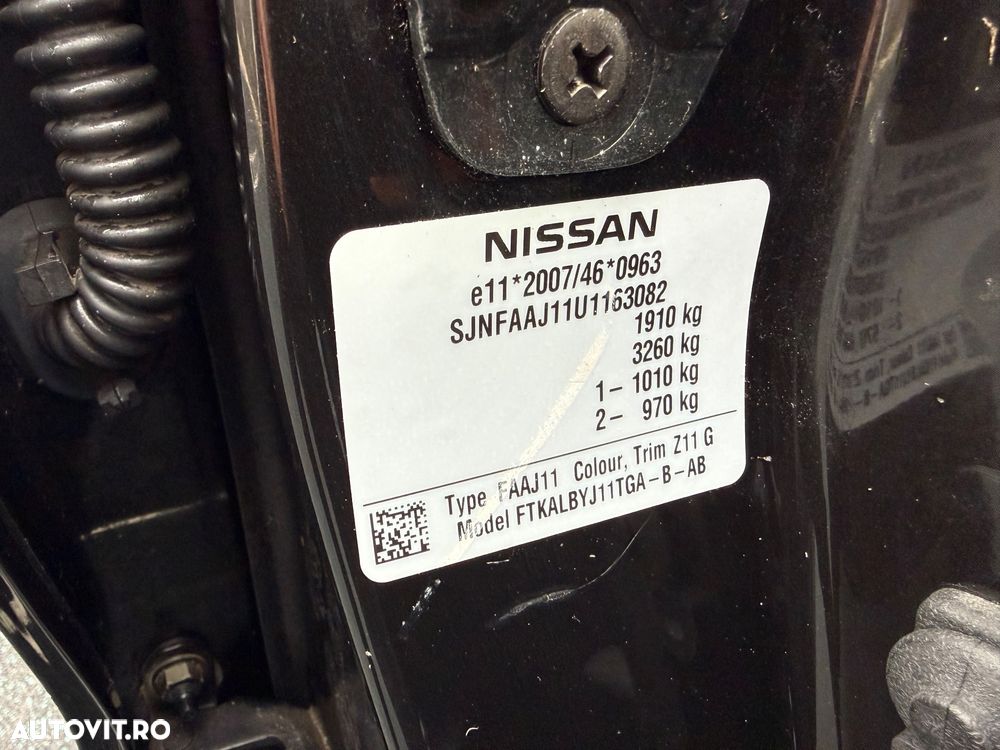 NISSAN
e11*2007/46*0963
SJNFAAJ11U1163082
1910 kg
3260 kg
1- 1010 kg
2- 970 kg
Type FAAJ11 Colour, Trim Z11 G
Model FTKALBYJ11TGA-B-AB
AUTOVIT.RO